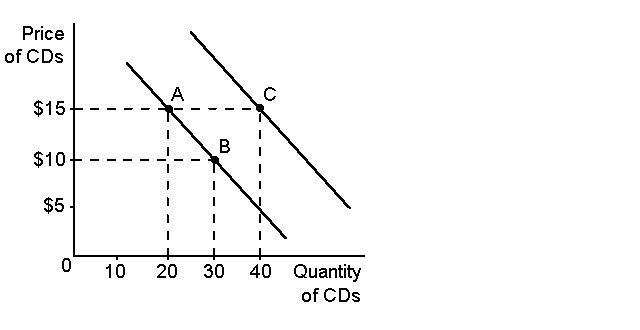 Price
of CDs
A
C
$15
B
$10
$5
0
10 20 30 40 Quantity
of CDs